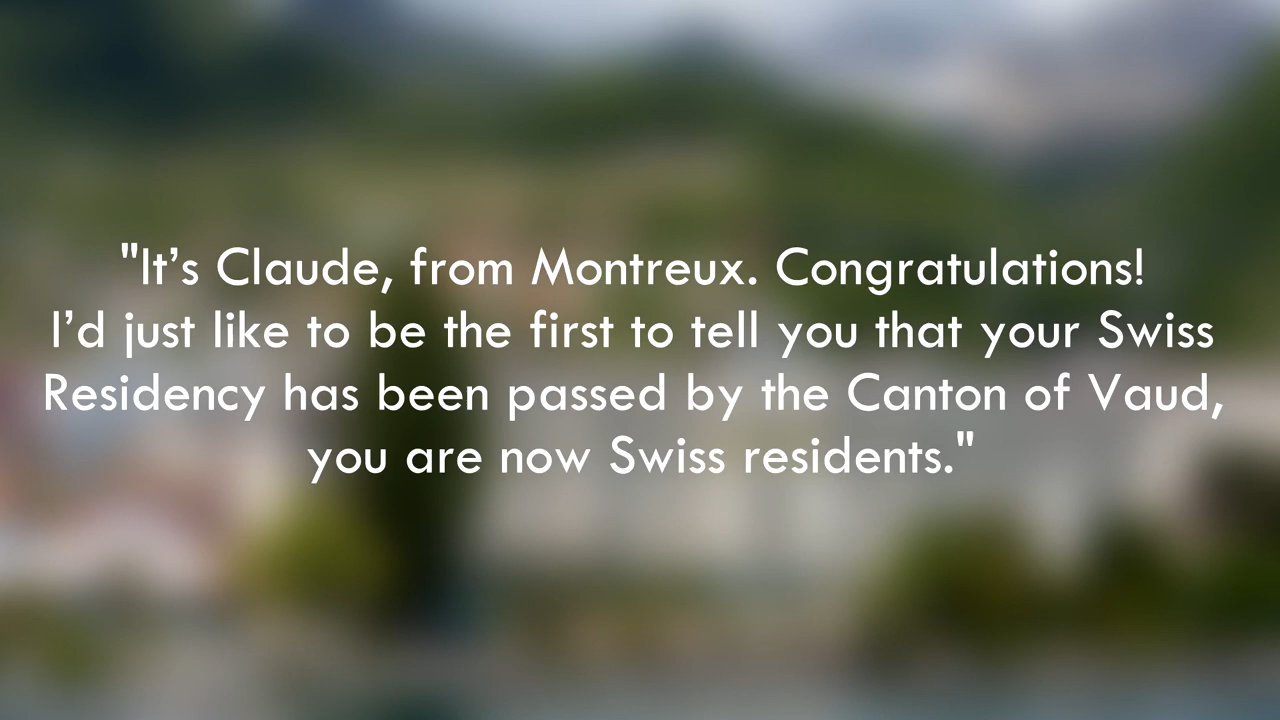 "It’s Claude, from Montreux. Congratulations!
I’d just like to be the first to tell you that your Swiss
Residency has been passed by the Canton of Vaud,
you are now Swiss residents."